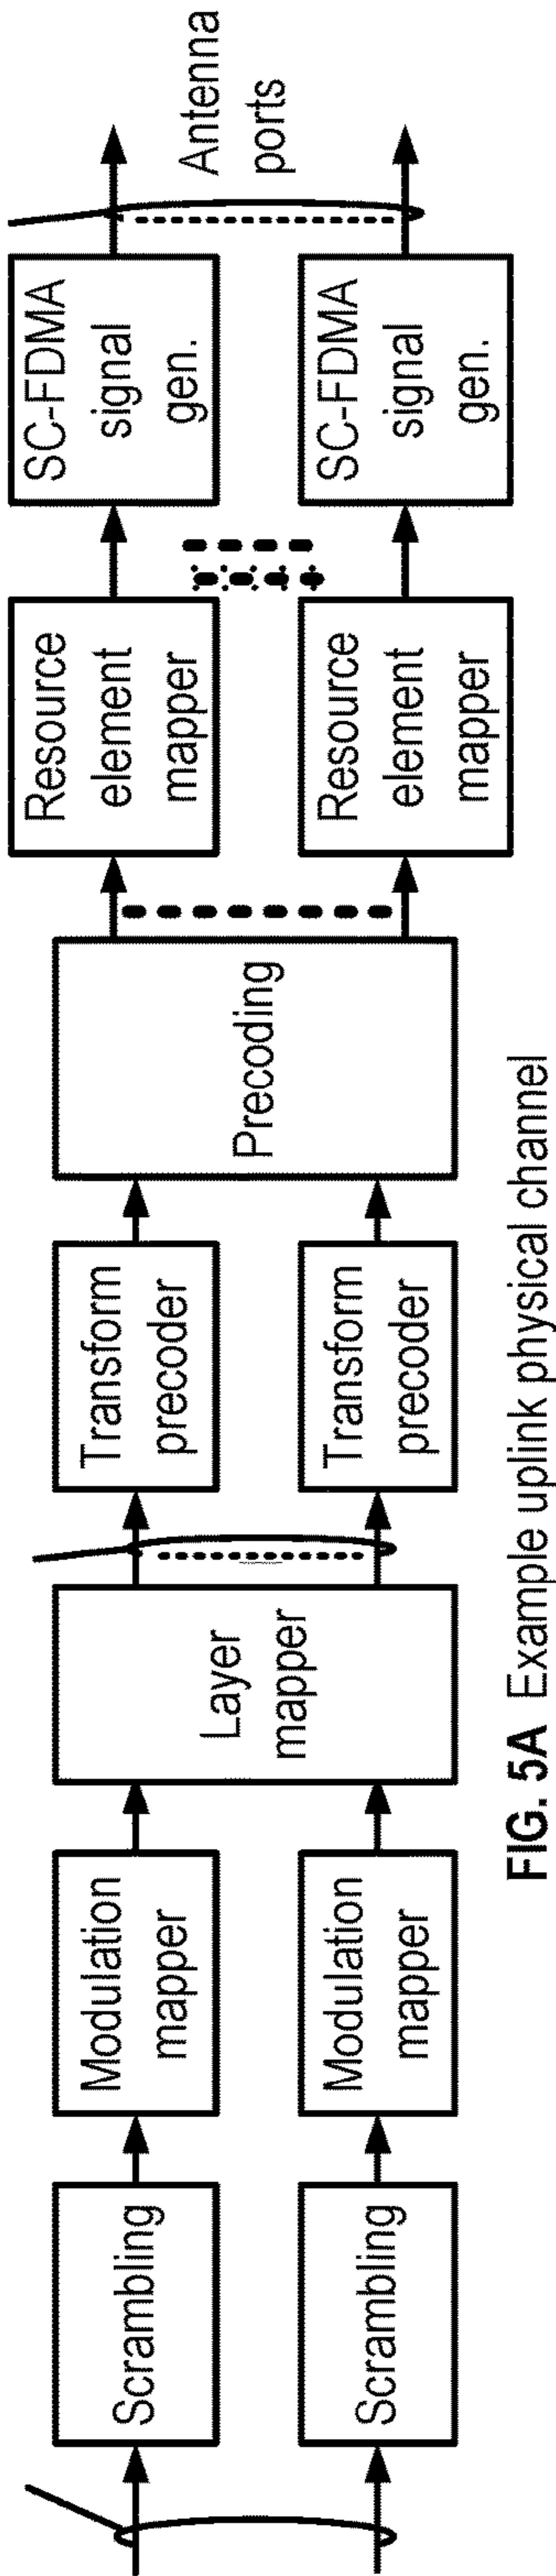 Scrambling
Modulation
mapper
Layer
mapper
Transform
precoder
Precoding
Resource
element
mapper
SC-FDMA
signal
gen.
Scrambling
Modulation
mapper
Transform
precoder
Resource
element
mapper
SC-FDMA
signal
gen.
Antenna
ports
FIG. 5A Example uplink physical channel